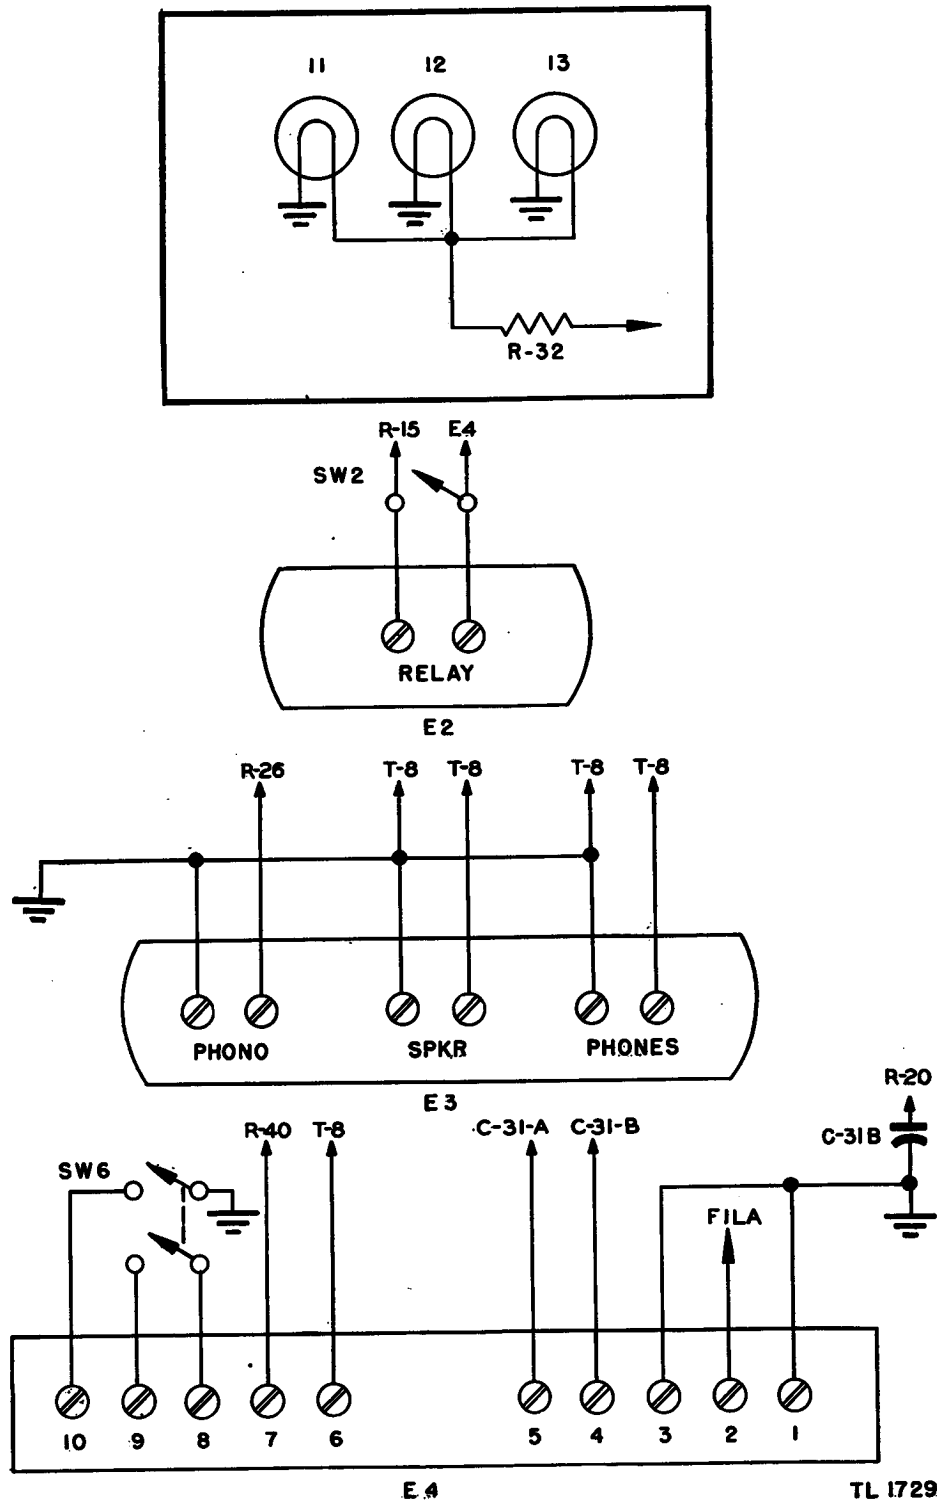 11 12 13
R-32
R-15 E4
SW2
RELAY
E2
R-26 T-8 T-8 T-8 T-8
PHONO SPKR PHONES
E3
R-20
R-40 T-8 C-31-A C-31-B C-31B
SW6
FILA
10 9 8 7 6 5 4 3 2 1
E4
TL 1729